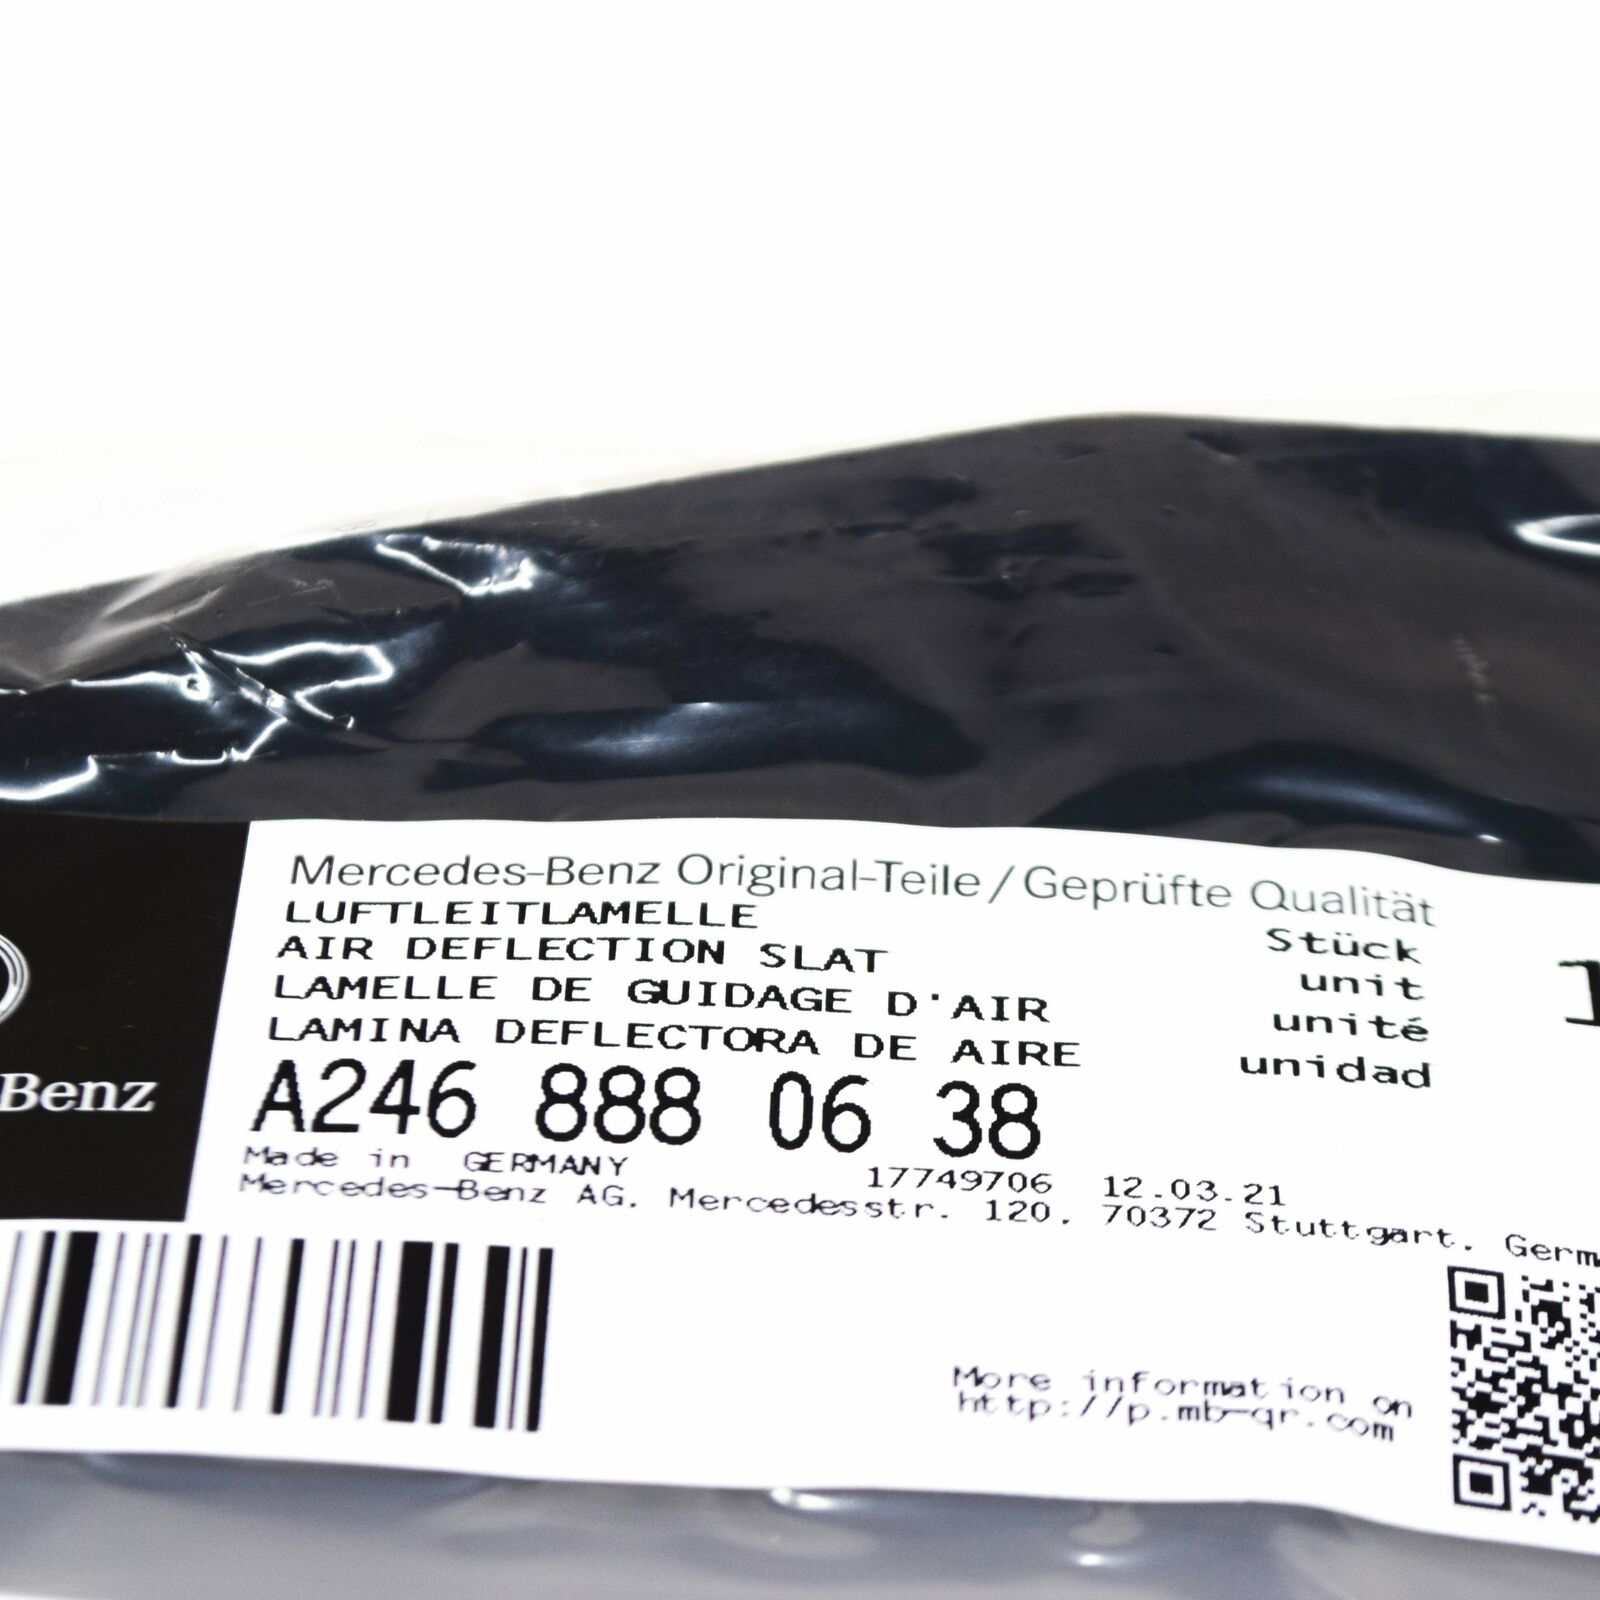 Mercedes-Benz Original-Teile / Geprüfte Qualität
LUFTLEITLAMELLE Stück
AIR DEFLECTION SLAT unit 1
LAMELLE DE GUIDAGE D'AIR unité
LAMINA DEFLECTORA DE AIRE unidad
Benz
A246 888 06 38
Made in GERMANY 17749706 12.03.21
Mercedes-Benz AG, Mercedesstr. 120, 70372 Stuttgart, Germ
More information on
http://p.mb-qr.com